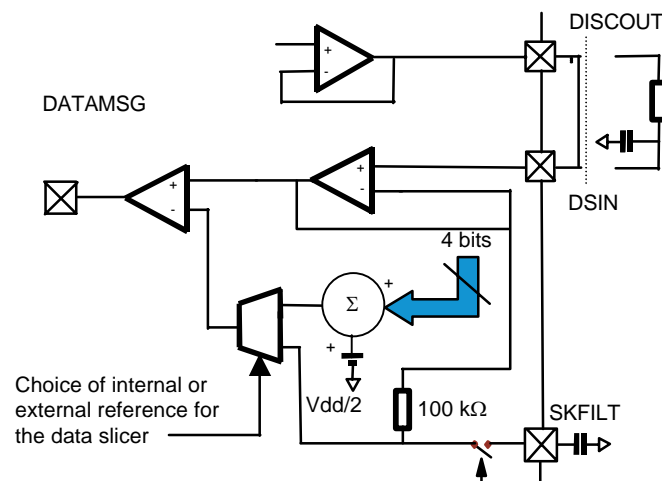 DISCOUT
+
-
DATAMSG
+
-
+
-
DSIN
4 bits
+
Σ
+
Vdd/2
100 kΩ
SKFILT
Choice of internal or
external reference for
the data slicer